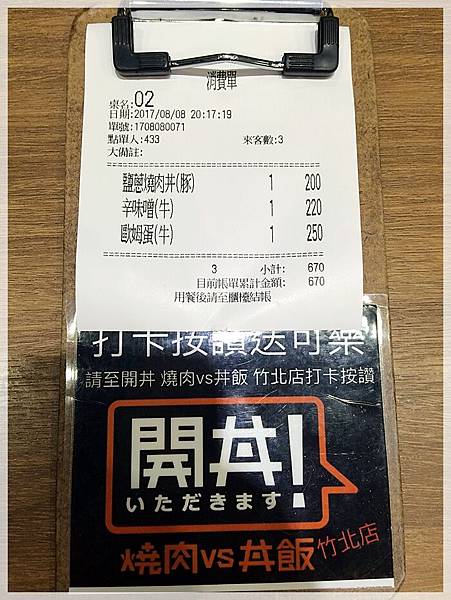 消費單
桌名:02
日期:2017/08/08 20:17:19
單號:1708080071
點單人:433 來客數:3
大備註:
鹽蔥燒肉丼(豚) 1 200
辛味噌(牛) 1 220
歐姆蛋(牛) 1 250
3 小計: 670
目前帳單累計金額: 670
用餐後請至櫃檯結帳
打卡按讚送可樂
請至開丼 燒肉vs丼飯 竹北店打卡按讚
開丼!
いただきます
燒肉vs丼飯 竹北店